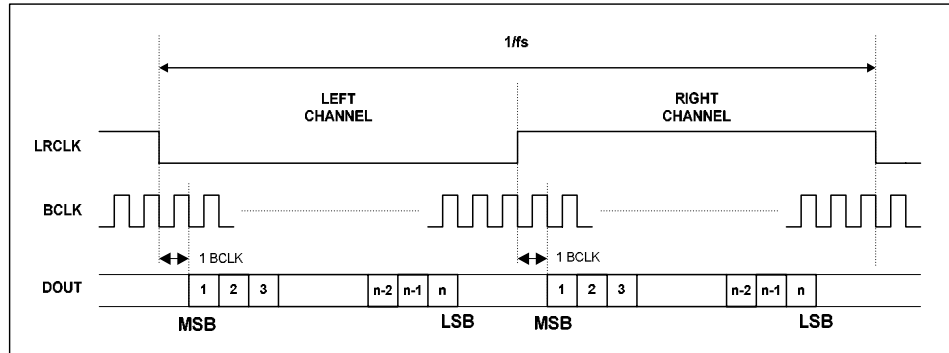 1/fs
LEFT
CHANNEL
RIGHT
CHANNEL
LRCLK
BCLK
1 BCLK
1 BCLK
DOUT
1 2 3 n-2 n-1 n 1 2 3 n-2 n-1 n
MSB LSB MSB LSB